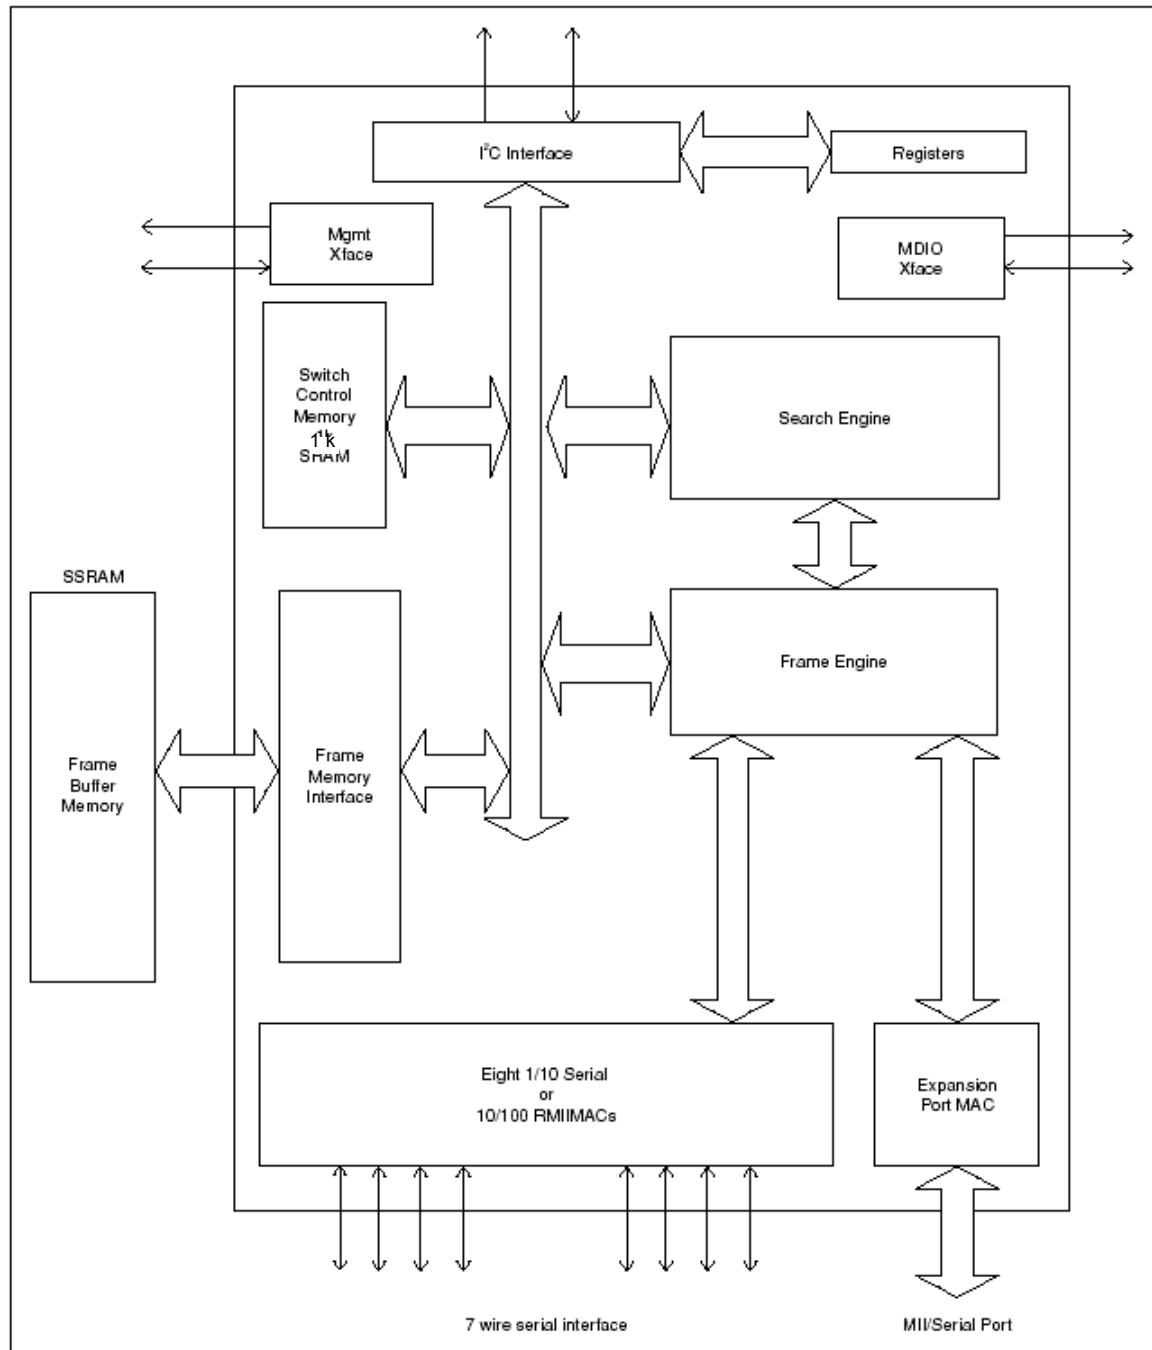 I²C Interface
Registers
Mgmt
Xface
MDIO
Xface
Switch
Control
Memory
1 k
SRAM
Search Engine
SSRAM
Frame Engine
Frame
Buffer
Memory
Frame
Memory
Interface
Eight 1/10 Serial
or
10/100 RMIIMACs
Expansion
Port MAC
7 wire serial interface
MII/Serial Port